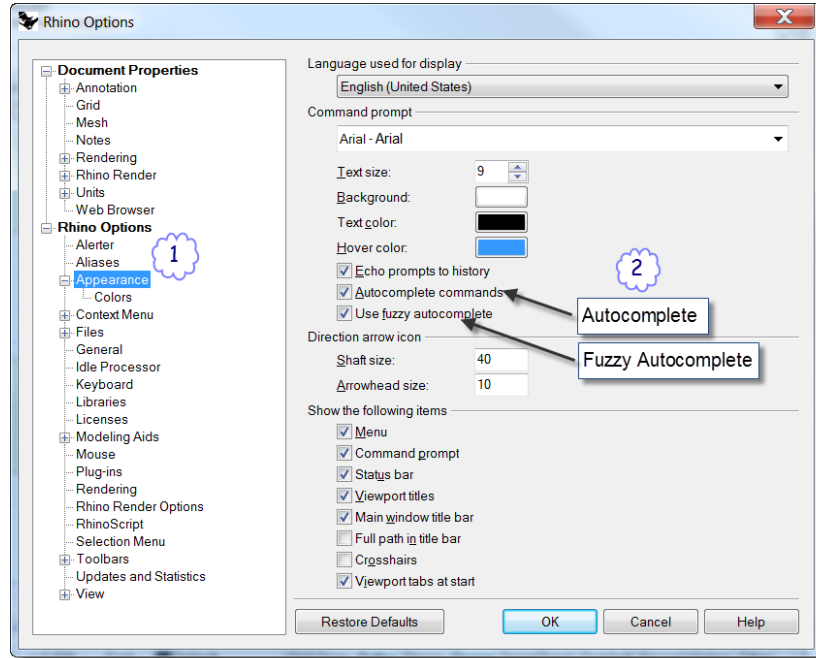 Rhino Options
Document Properties
Annotation
Grid
Mesh
Notes
Rendering
Rhino Render
Units
Web Browser
Rhino Options
Alerter
Aliases
Appearance
Colors
Context Menu
Files
General
Idle Processor
Keyboard
Libraries
Licenses
Modeling Aids
Mouse
Plug-ins
Rendering
Rhino Render Options
RhinoScript
Selection Menu
Toolbars
Updates and Statistics
View
1
Language used for display
English (United States)
Command prompt
Arial - Arial
Text size: 9
Background:
Text color:
Hover color:
Echo prompts to history
Autocomplete commands
Use fuzzy autocomplete
2
Autocomplete
Fuzzy Autocomplete
Direction arrow icon
Shaft size: 40
Arrowhead size: 10
Show the following items
Menu
Command prompt
Status bar
Viewport titles
Main window title bar
Full path in title bar
Crosshairs
Viewport tabs at start
Restore Defaults OK Cancel Help